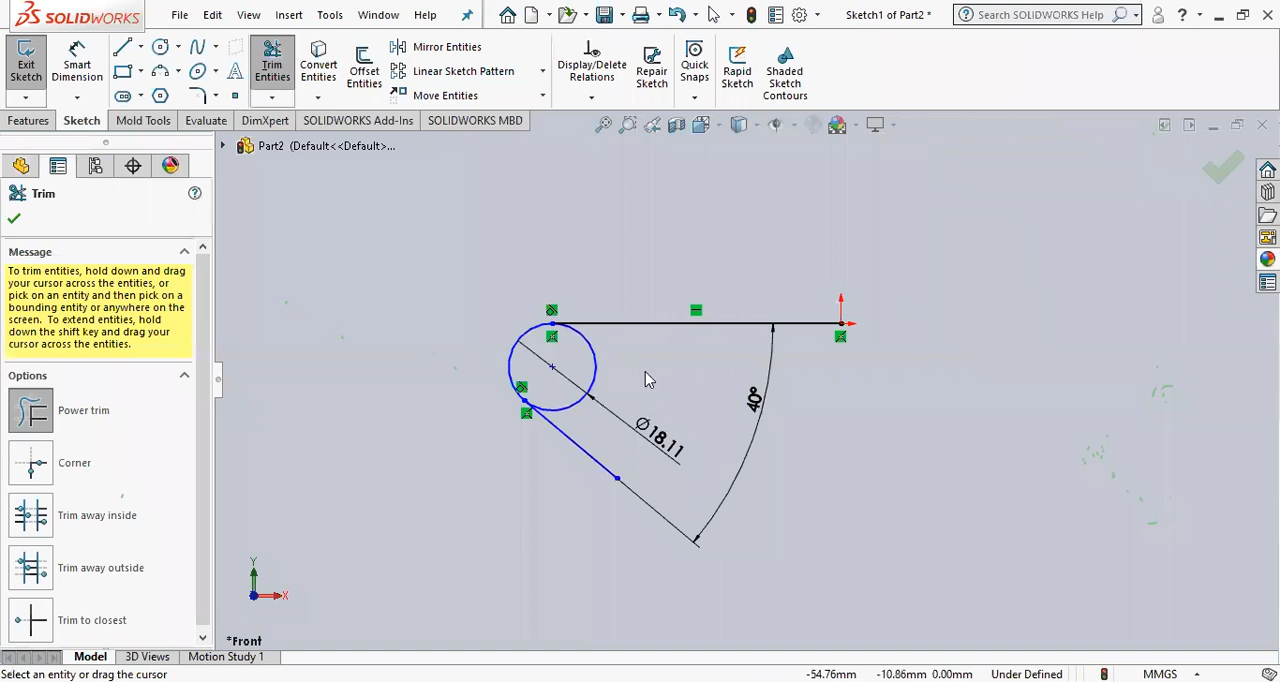 SOLIDWORKS
File Edit View Insert Tools Window Help
Sketch1 of Part2 *
Search SOLIDWORKS Help
?
Exit Sketch
Smart Dimension
Trim Entities
Convert Entities
Offset Entities
Mirror Entities
Linear Sketch Pattern
Move Entities
Display/Delete Relations
Repair Sketch
Quick Snaps
Rapid Sketch
Shaded Sketch Contours
Features Sketch Mold Tools Evaluate DimXpert SOLIDWORKS Add-Ins SOLIDWORKS MBD
Part2 (Default<<Default>...
Trim
?
Message
To trim entities, hold down and drag
your cursor across the entities, or
pick on an entity and then pick on a
bounding entity or anywhere on the
screen. To extend entities, hold
down the shift key and drag your
cursor across the entities.
Options
Power trim
Corner
Trim away inside
Trim away outside
Trim to closest
40°
Ø18.11
Y
X
*Front
Model 3D Views Motion Study 1
Select an entity or drag the cursor
-54.76mm -10.86mm 0.00mm Under Defined MMGS